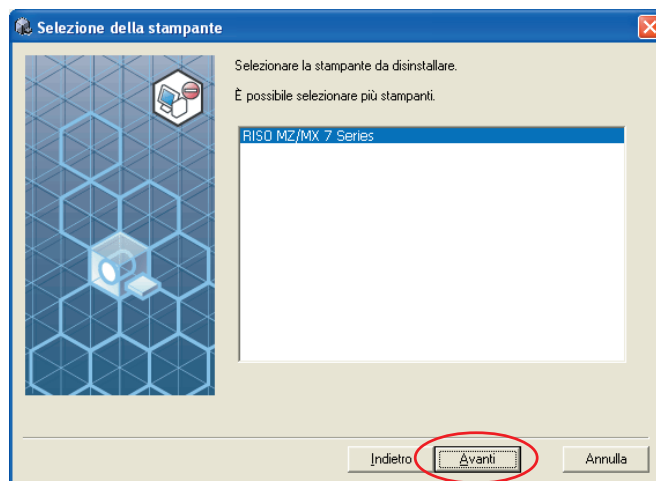 Selezione della stampante
Selezionare la stampante da disinstallare.
È possibile selezionare più stampanti.
RISO MZ/MX 7 Series
Indietro Avanti Annulla